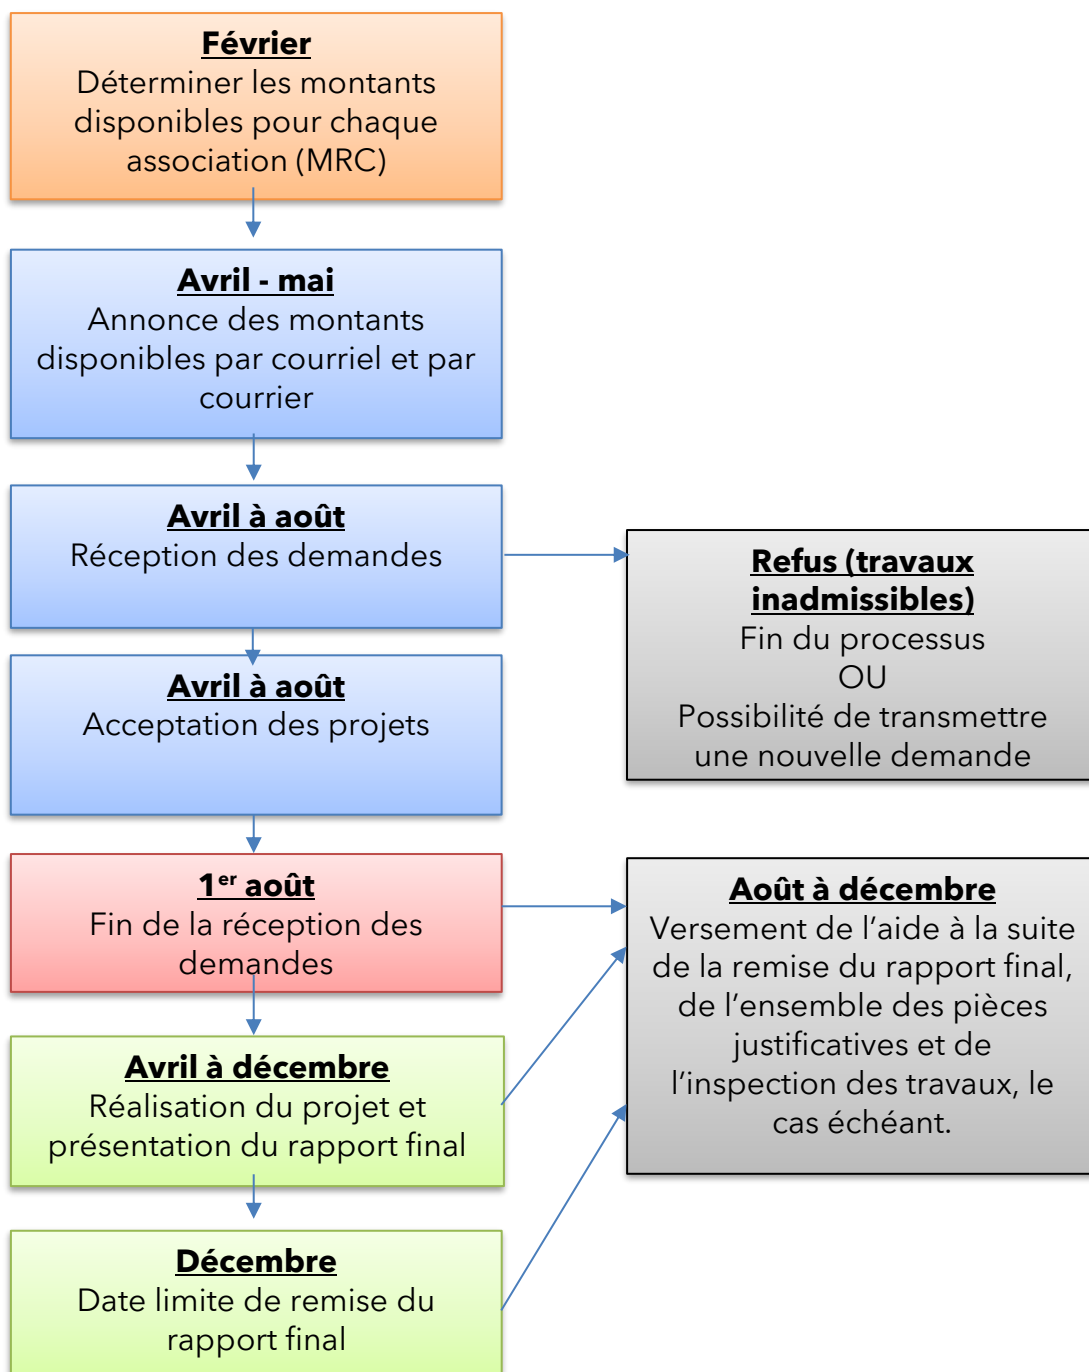 Février
Déterminer les montants
disponibles pour chaque
association (MRC)
Avril - mai
Annonce des montants
disponibles par courriel et par
courrier
Avril à août
Réception des demandes
Refus (travaux
inadmissibles)
Fin du processus
OU
Possibilité de transmettre
une nouvelle demande
Avril à août
Acceptation des projets
1er août
Fin de la réception des
demandes
Août à décembre
Versement de l’aide à la suite
de la remise du rapport final,
de l’ensemble des pièces
justificatives et de
l’inspection des travaux, le
cas échéant.
Avril à décembre
Réalisation du projet et
présentation du rapport final
Décembre
Date limite de remise du
rapport final